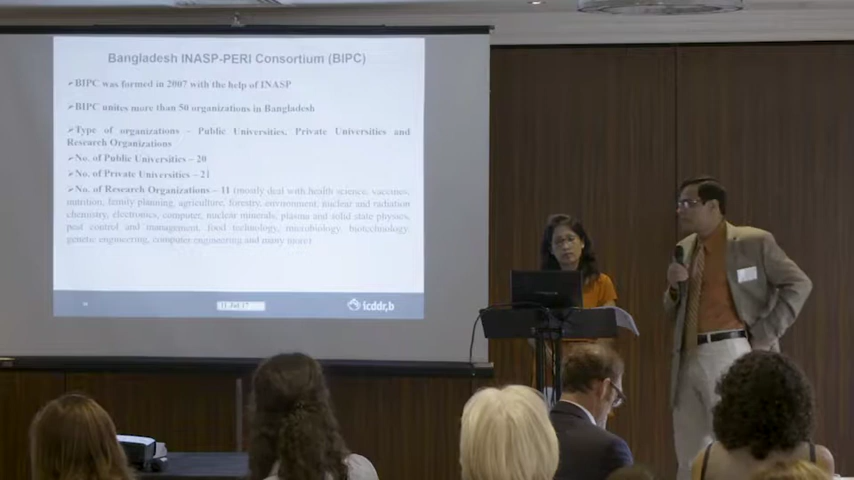 Bangladesh INASP-PERI Consortium (BIPC)
➢BIPC was formed in 2007 with the help of INASP
➢BIPC unites more than 50 organizations in Bangladesh
➢Type of organizations – Public Universities, Private Universities and
Research Organizations
➢No. of Public Universities – 20
➢No. of Private Universities – 21
➢No. of Research Organizations – 11 (mostly deal with health science, vaccines,
nutrition, family planning, agriculture, forestry, environment, nuclear and radiation
chemistry, electronics, computer, nuclear minerals, plasma and solid state physics,
pest control and management, food technology, microbiology, biotechnology,
genetic engineering, computer engineering and many more)
icddr,b